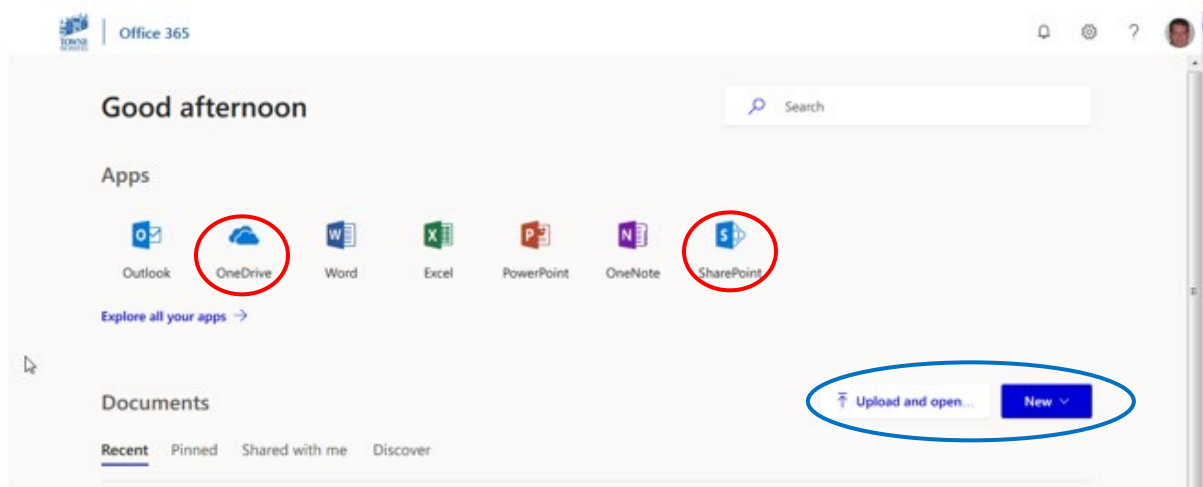 TOWNE
Office 365
?
Good afternoon
Search
Apps
Outlook OneDrive Word Excel PowerPoint OneNote SharePoint
Explore all your apps →
Documents
Upload and open... New
Recent Pinned Shared with me Discover